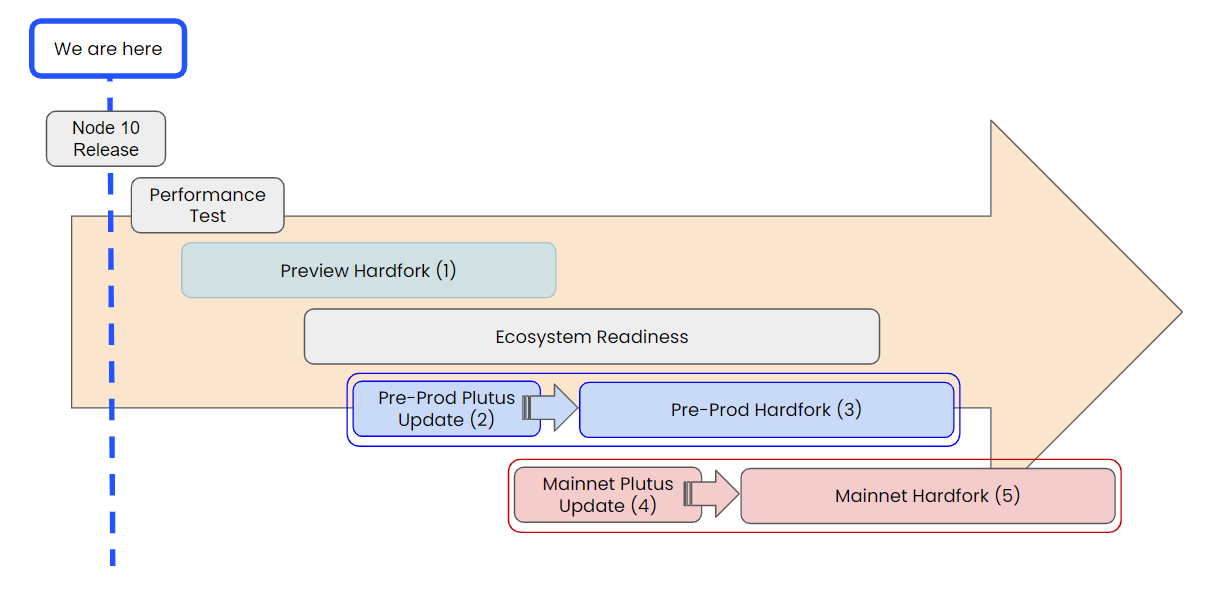 We are here
Node 10
Release
Performance
Test
Preview Hardfork (1)
Ecosystem Readiness
Pre-Prod Plutus
Update (2)
Pre-Prod Hardfork (3)
Mainnet Plutus
Update (4)
Mainnet Hardfork (5)